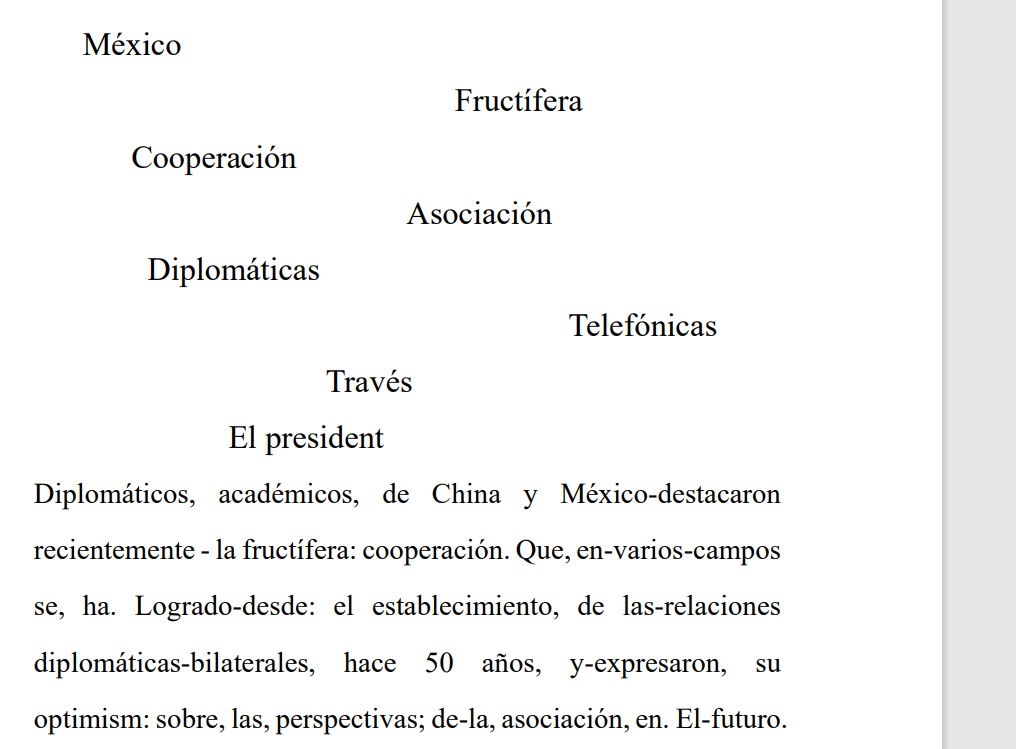 México
Fructífera
Cooperación
Asociación
Diplomáticas
Telefónicas
Través
El president
Diplomáticos, académicos, de China y México-destacaron
recientemente - la fructífera: cooperación. Que, en-varios-campos
se, ha. Logrado-desde: el establecimiento, de las-relaciones
diplomáticas-bilaterales, hace 50 años, y-expresaron, su
optimism: sobre, las, perspectivas; de-la, asociación, en. El-futuro.